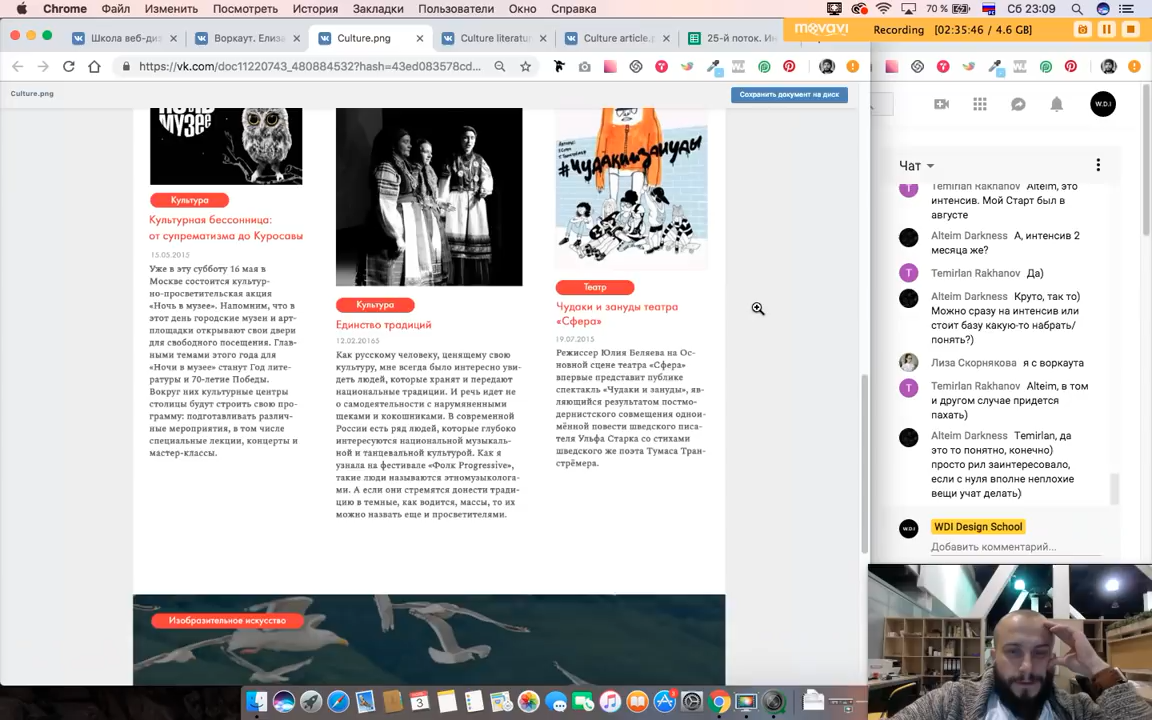 Chrome Файл Изменить Посмотреть История Закладки Пользователи Окно Справка
70 % Сб 23:09
movavi
Recording [02:35:46 / 4.6 GB]
Школа веб-диз
Воркаут. Елиза
Culture.png
Culture literatu
Culture article.p
25-й поток. Ин
https://vk.com/doc11220743_480884532?hash=43ed083578cd...
Culture.png
Сохранить документ на диск
МУЗЕЕ
Культура
Культурная бессонница:
от супрематизма до Куросавы
15.05.2015
Уже в эту субботу 16 мая в
Москве состоится культур-
но-просветительская акция
«Ночь в музее». Напомним, что в
этот день городские музеи и арт-
площадки открывают свои двери
для свободного посещения. Глав-
ными темами этого года для
«Ночи в музее» станут Год лите-
ратуры и 70-летие Победы.
Вокруг них культурные центры
столицы будут строить свою про-
грамму: подготавливать различ-
ные мероприятия, в том числе
специальные лекции, концерты и
мастер-классы.
Культура
Единство традиций
12.02.20165
Как русскому человеку, ценящему свою
культуру, мне всегда было интересно уви-
деть людей, которые хранят и передают
национальные традиции. И речь идет не
о самодеятельности с нарумяненными
щеками и кокошниками. В современной
России есть ряд людей, которые глубоко
интересуются национальной музыкаль-
ной и танцевальной культурой. Как я
узнала на фестивале «Фолк Progressive»,
такие люди называются этномузыколога-
ми. А если они стремятся донести тради-
цию в темные, как водится, массы, то их
можно назвать еще и просветителями.
#чудакиизануды
Театр
Чудаки и зануды театра
«Сфера»
19.07.2015
Режиссер Юлия Беляева на Ос-
новной сцене театра «Сфера»
впервые представит публике
спектакль «Чудаки и зануды», яв-
ляющийся результатом постмо-
дернистского совмещения одно-
имённой повести шведского писа-
теля Ульфа Старка со стихами
шведского же поэта Тумаса Тран-
стрёмера.
Изобразительное искусство
W.D.I
Чат
Temirlan Rakhanov Alteim, это
интенсив. Мой Старт был в
августе
Alteim Darkness А, интенсив 2
месяца же?
Temirlan Rakhanov Да)
Alteim Darkness Круто, так то)
Можно сразу на интенсив или
стоит базу какую-то набрать/
понять?)
Лиза Скорнякова я с воркаута
Temirlan Rakhanov Alteim, в том
и другом случае придется
пахать)
Alteim Darkness Temirlan, да
это то понятно, конечно)
просто рил заинтересовало,
если с нуля вполне неплохие
вещи учат делать)
WDI Design School
Добавить комментарий...